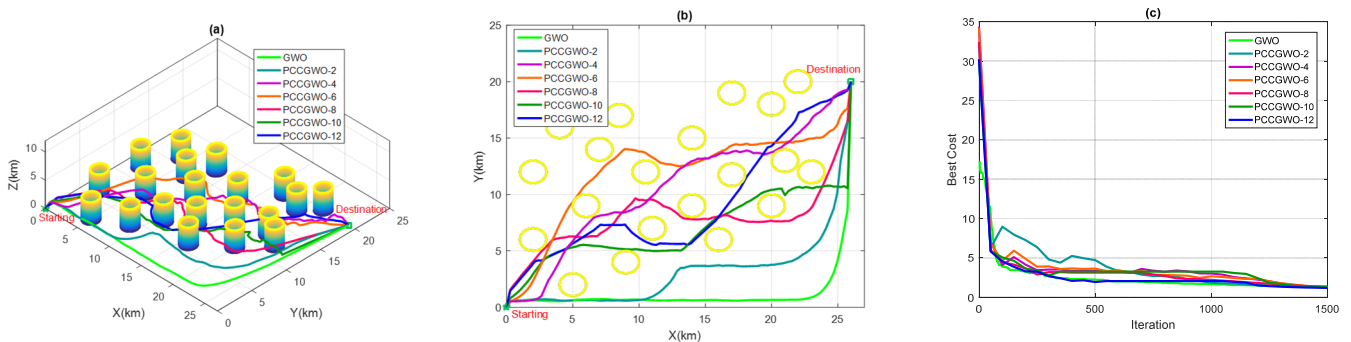 (a)
GWO
PCCGWO-2
PCCGWO-4
PCCGWO-6
PCCGWO-8
PCCGWO-10
PCCGWO-12
Z(km)
10
5
0
Starting
Destination
0
5
10
15
20
25
X(km)
0
5
10
15
20
25
Y(km)
(b)
GWO
PCCGWO-2
PCCGWO-4
PCCGWO-6
PCCGWO-8
PCCGWO-10
PCCGWO-12
Destination
Starting
25
20
15
10
5
0
Y(km)
0
5
10
15
20
25
X(km)
(c)
GWO
PCCGWO-2
PCCGWO-4
PCCGWO-6
PCCGWO-8
PCCGWO-10
PCCGWO-12
35
30
25
20
15
10
5
0
Best Cost
0
500
1000
1500
Iteration